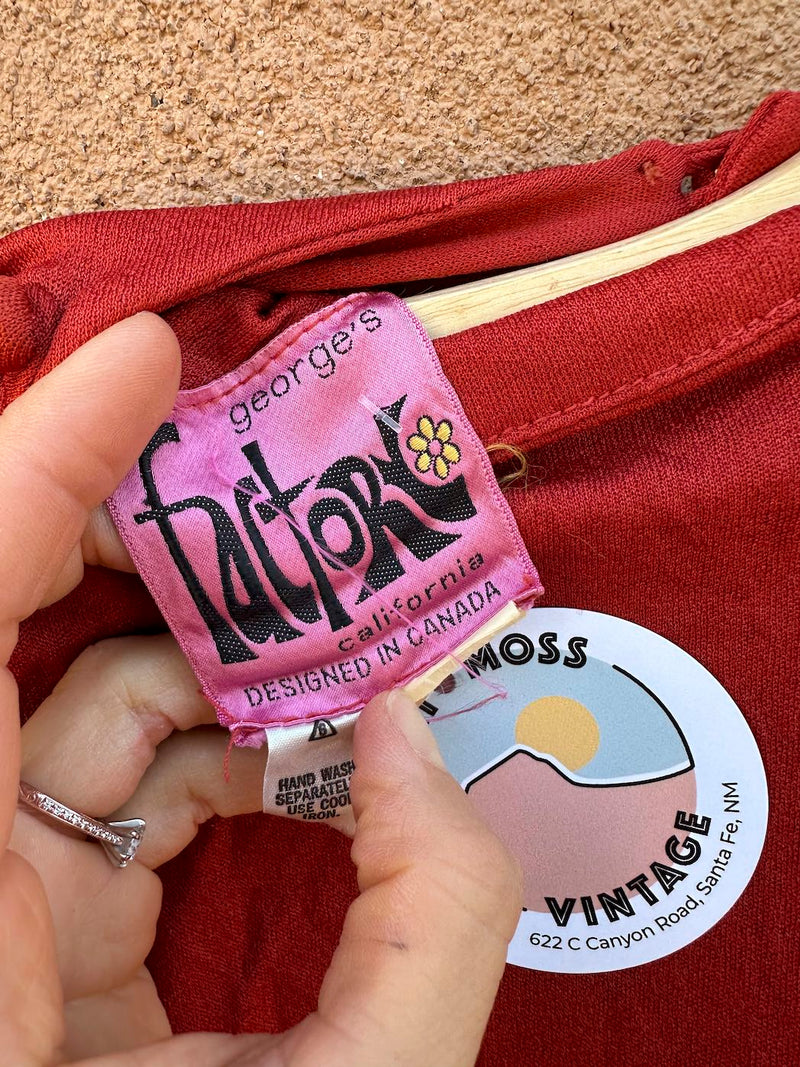 george's
factory
california
DESIGNED IN CANADA
HAND WASH
SEPARATELY
USE COOL
IRON.
MOSS
VINTAGE
622 C Canyon Road, Santa Fe, NM